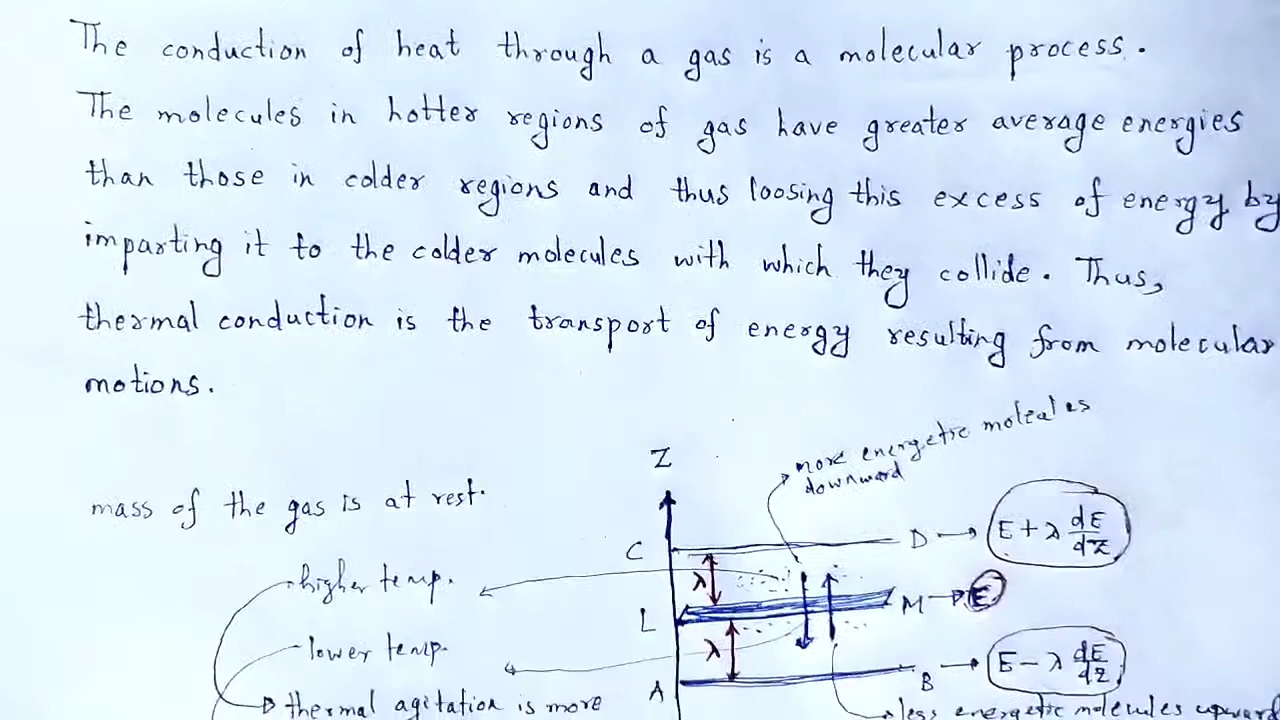 The conduction of heat through a gas is a molecular process.
The molecules in hotter regions of gas have greater average energies
than those in colder regions and thus loosing this excess of energy by
imparting it to the colder molecules with which they collide. Thus,
thermal conduction is the transport of energy resulting from molecular
motions.
more energetic molecules
downward
Z
mass of the gas is at rest.
C
D → E + λ dE/dz
higher temp.
λ
M → E
L
lower temp.
λ
B → E - λ dE/dz
A
thermal agitation is more
less energetic molecules upward